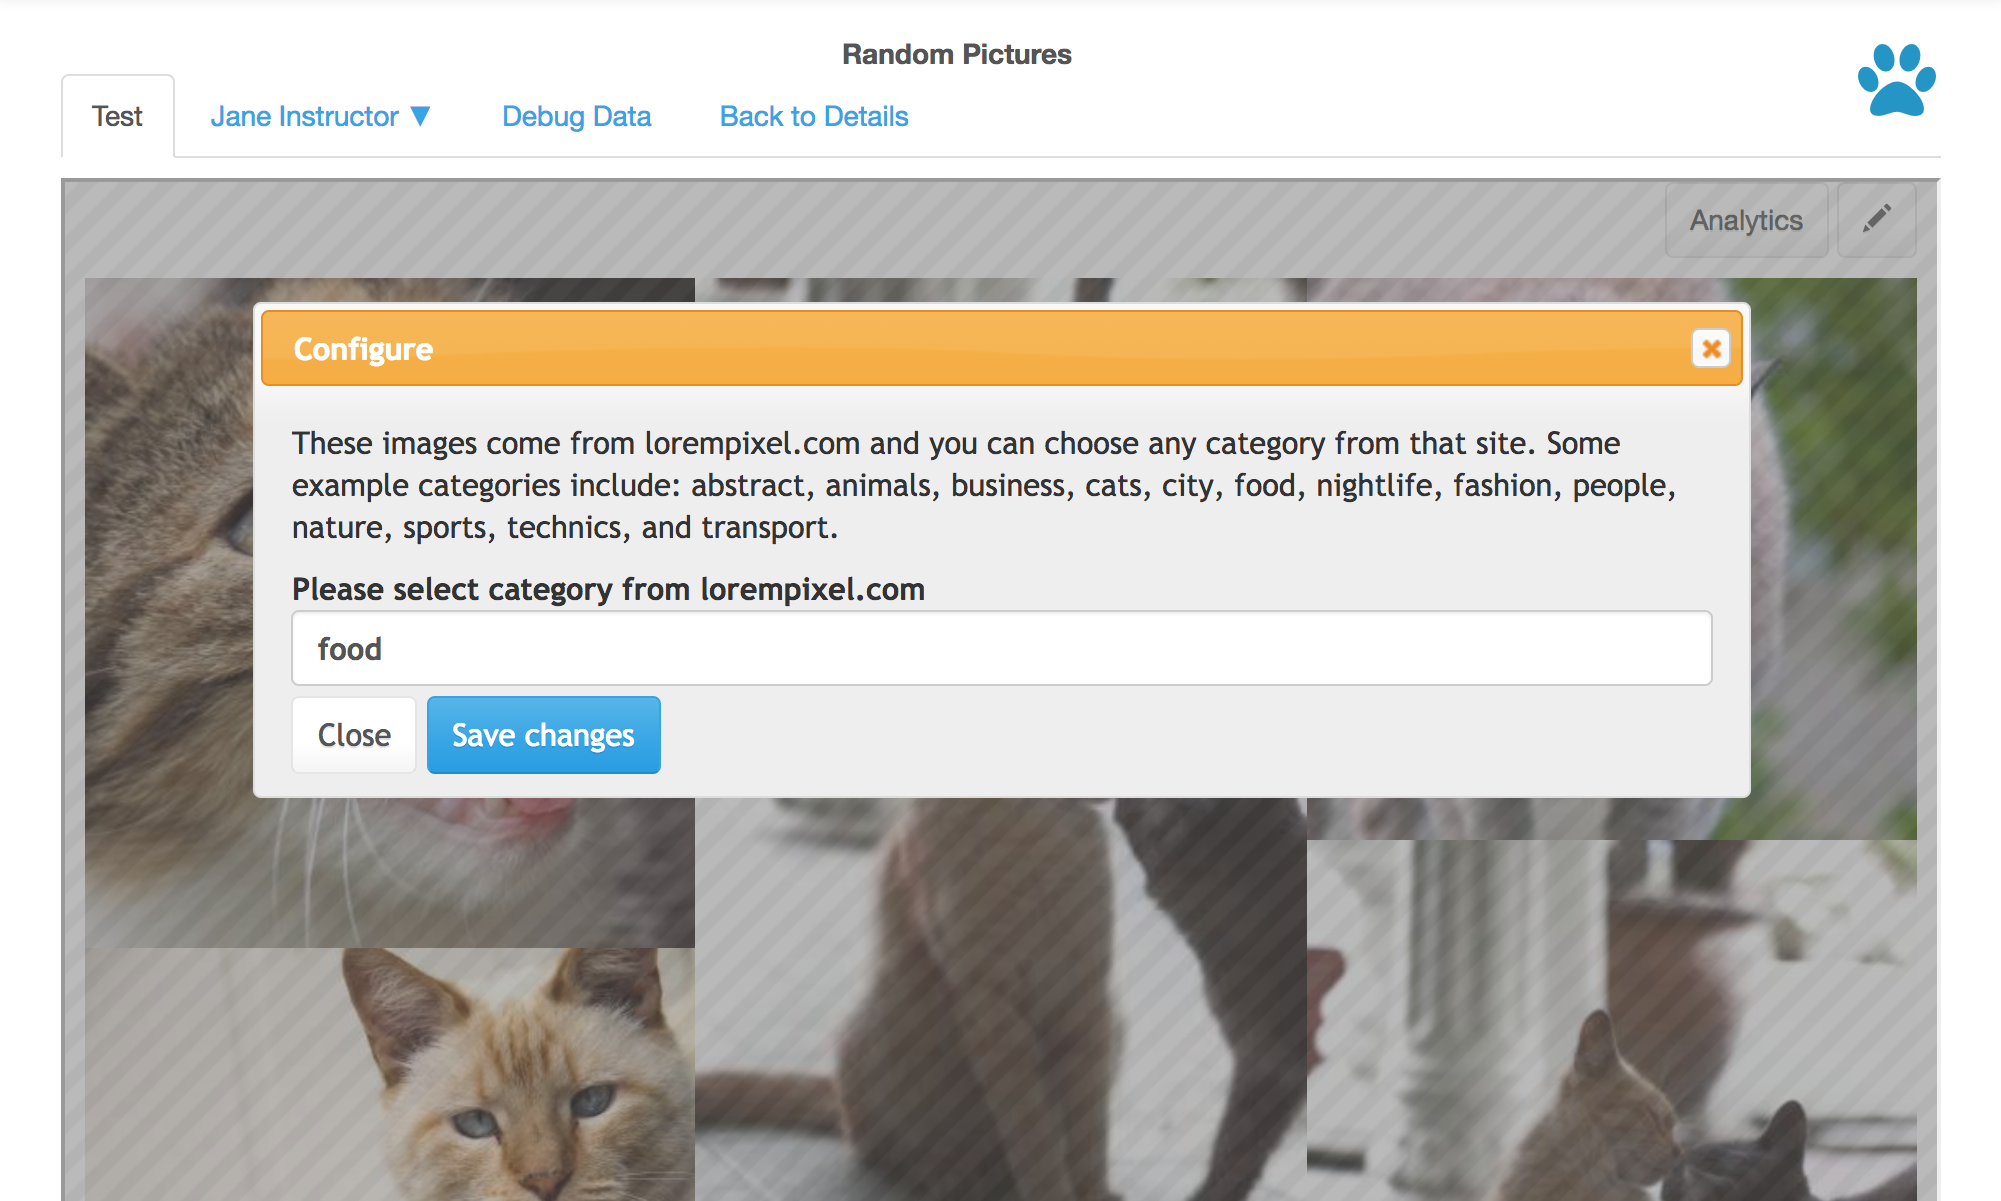 Random Pictures
Test
Jane Instructor ▼
Debug Data
Back to Details
Analytics
Configure
These images come from lorempixel.com and you can choose any category from that site. Some
example categories include: abstract, animals, business, cats, city, food, nightlife, fashion, people,
nature, sports, technics, and transport.
Please select category from lorempixel.com
food
Close
Save changes